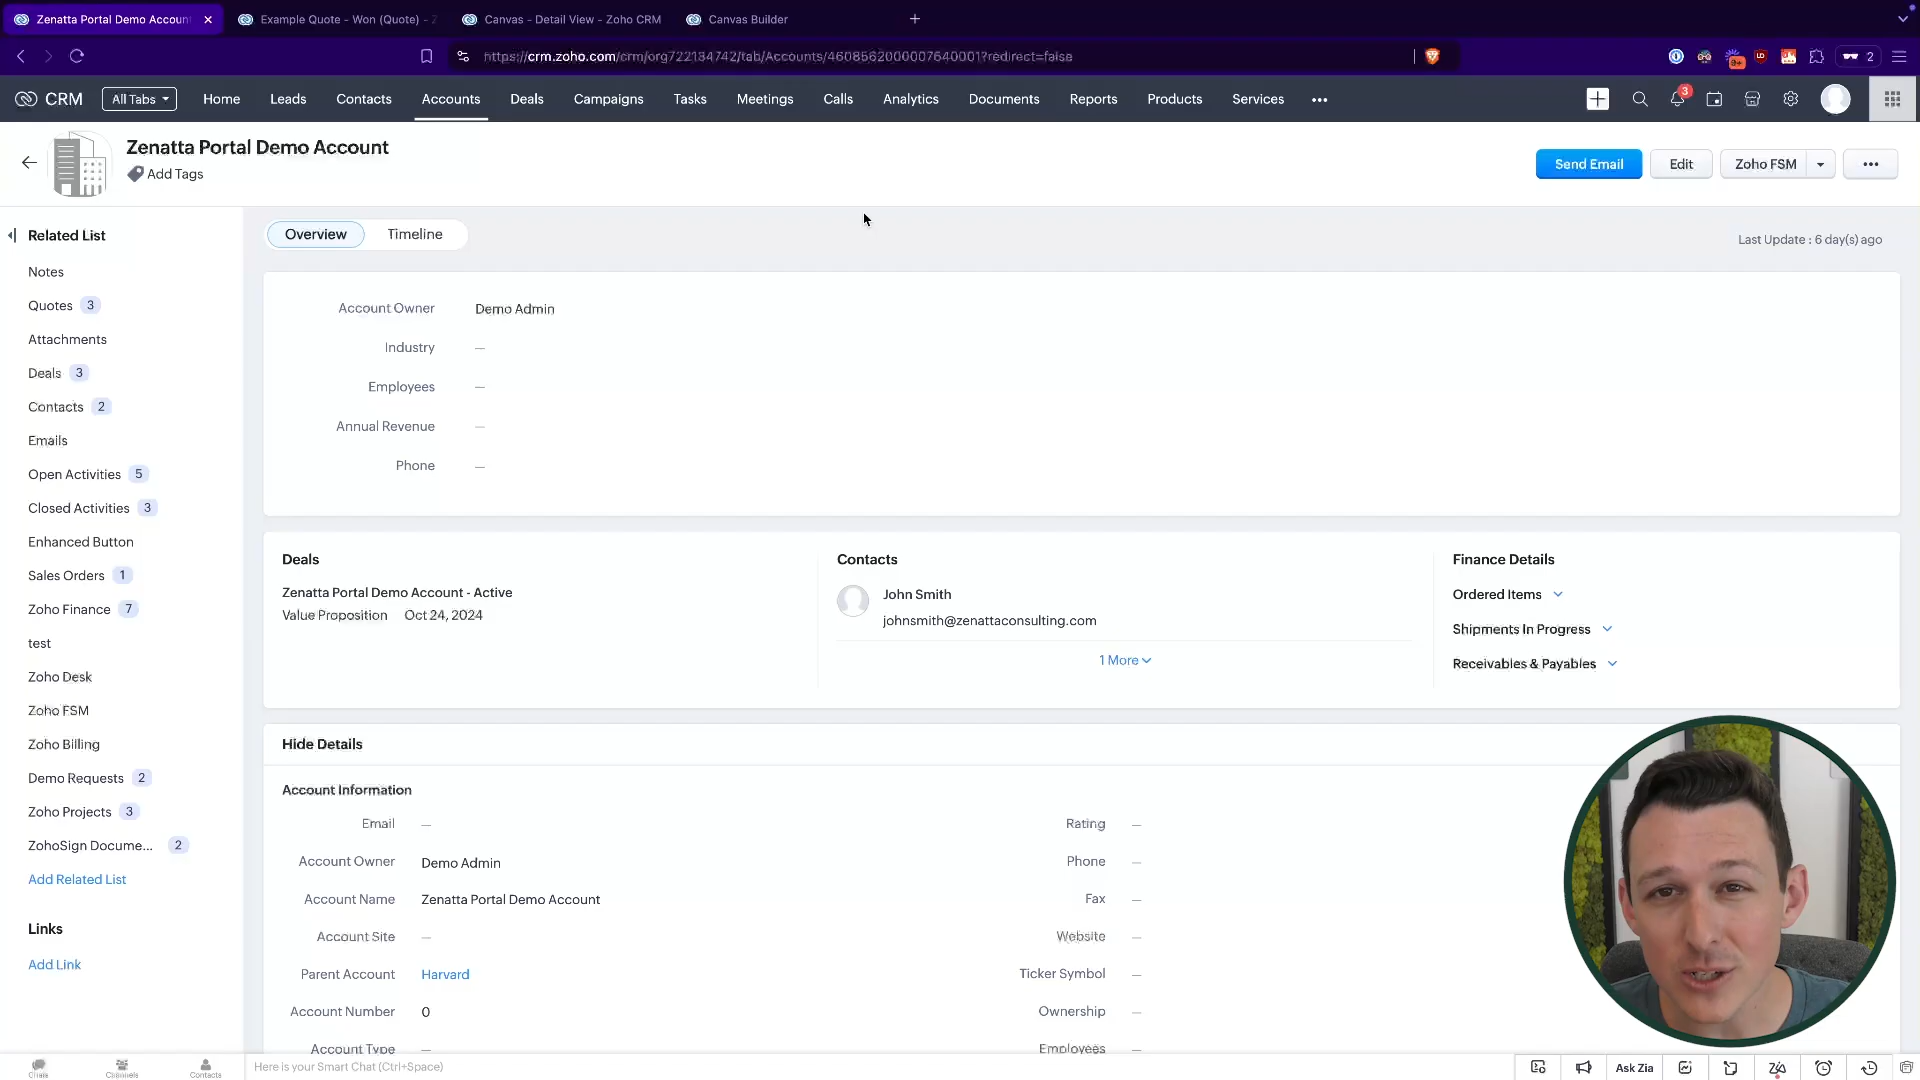 Zenatta Portal Demo Accoun
Example Quote - Won (Quote) - Z
Canvas - Detail View - Zoho CRM
Canvas Builder
https://crm.zoho.com/crm/org722134742/tab/Accounts/4608562000007640001?redirect=false
9+
2
CRM
All Tabs
Home
Leads
Contacts
Accounts
Deals
Campaigns
Tasks
Meetings
Calls
Analytics
Documents
Reports
Products
Services
3
Zenatta Portal Demo Account
Add Tags
Send Email
Edit
Zoho FSM
Related List
Notes
Quotes 3
Attachments
Deals 3
Contacts 2
Emails
Open Activities 5
Closed Activities 3
Enhanced Button
Sales Orders 1
Zoho Finance 7
test
Zoho Desk
Zoho FSM
Zoho Billing
Demo Requests 2
Zoho Projects 3
ZohoSign Docume... 2
Add Related List
Links
Add Link
Overview
Timeline
Last Update : 6 day(s) ago
Account Owner Demo Admin
Industry —
Employees —
Annual Revenue —
Phone —
Deals
Zenatta Portal Demo Account - Active
Value Proposition Oct 24, 2024
Contacts
John Smith
johnsmith@zenattaconsulting.com
1 More
Finance Details
Ordered Items
Shipments In Progress
Receivables & Payables
Hide Details
Account Information
Email —
Account Owner Demo Admin
Account Name Zenatta Portal Demo Account
Account Site —
Parent Account Harvard
Account Number 0
Account Type —
Rating —
Phone —
Fax —
Website —
Ticker Symbol —
Ownership —
Employees —
Chats
Channels
Contacts
Here is your Smart Chat (Ctrl+Space)
Ask Zia